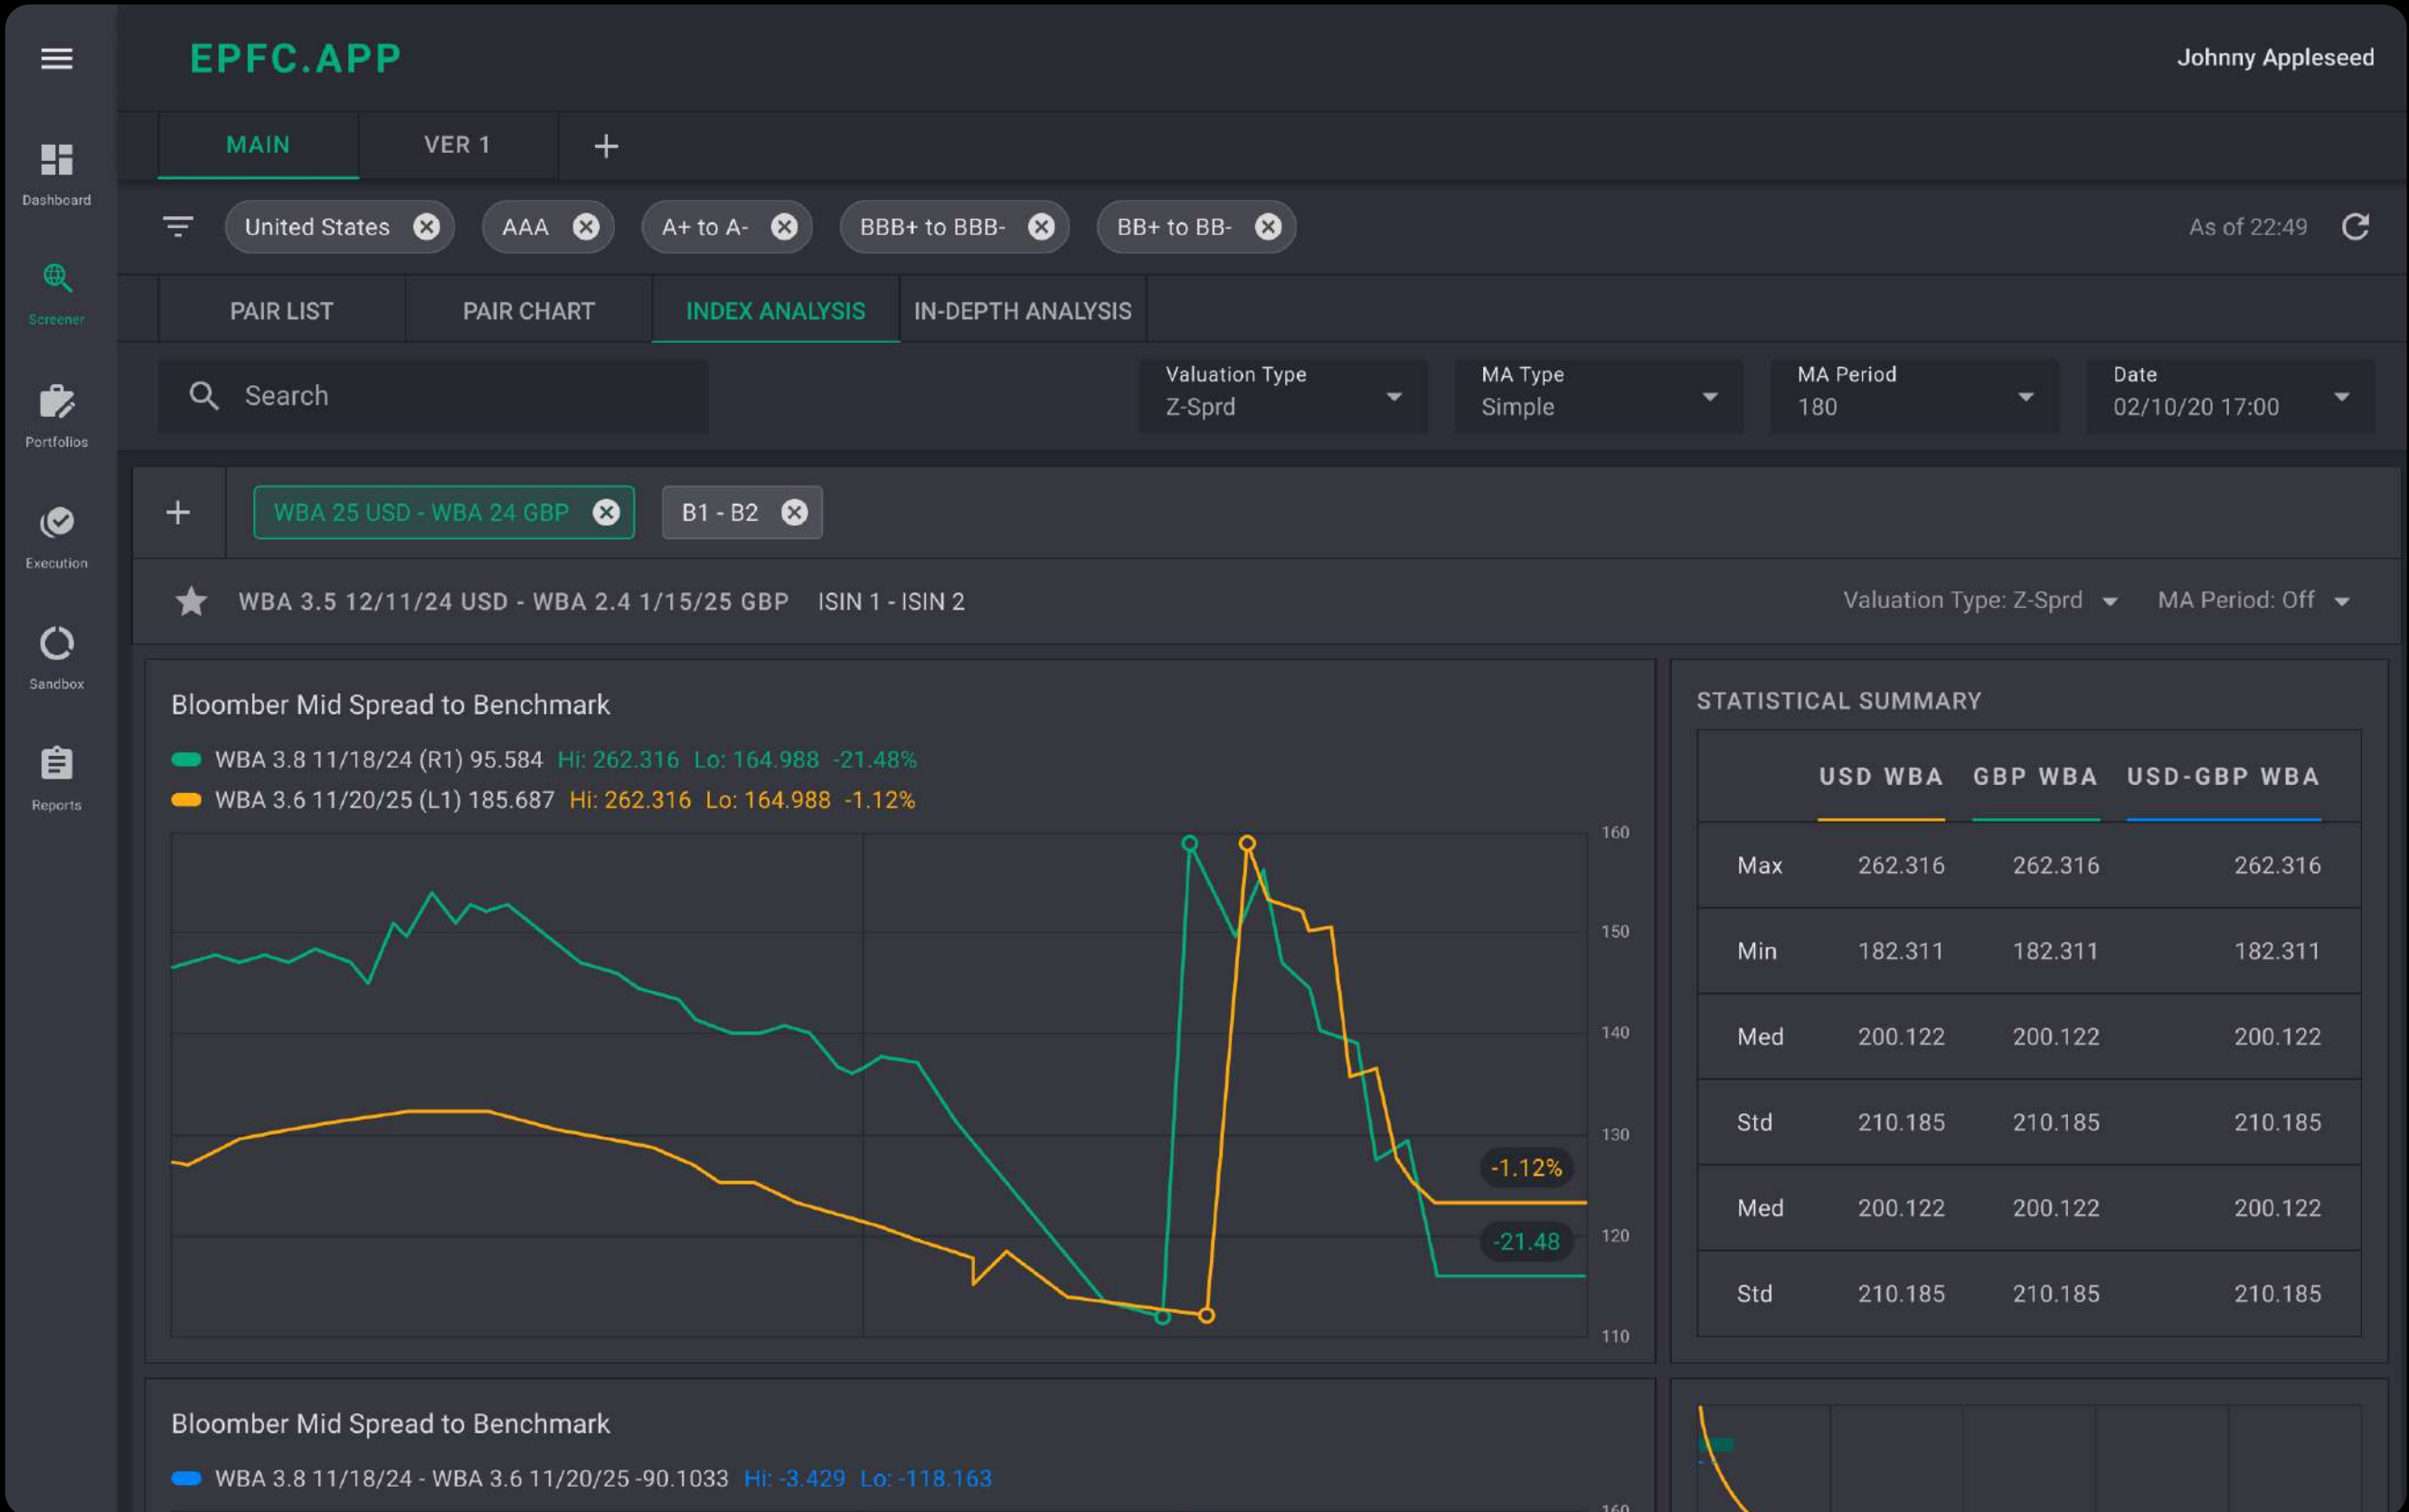 EPFC.APP
Johnny Appleseed
MAIN
VER 1
Dashboard
United States
AAA
A+ to A-
BBB+ to BBB-
BB+ to BB-
As of 22:49
Screener
PAIR LIST
PAIR CHART
INDEX ANALYSIS
IN-DEPTH ANALYSIS
Search
Valuation Type
Z-Sprd
MA Type
Simple
MA Period
180
Date
02/10/20 17:00
Portfolios
WBA 25 USD - WBA 24 GBP
B1 - B2
Execution
WBA 3.5 12/11/24 USD - WBA 2.4 1/15/25 GBP ISIN 1 - ISIN 2
Valuation Type: Z-Sprd
MA Period: Off
Sandbox
Reports
Bloomber Mid Spread to Benchmark
WBA 3.8 11/18/24 (R1) 95.584 Hi: 262.316 Lo: 164.988 -21.48%
WBA 3.6 11/20/25 (L1) 185.687 Hi: 262.316 Lo: 164.988 -1.12%
160
150
140
130
120
110
-1.12%
-21.48
STATISTICAL SUMMARY
USD WBA GBP WBA USD-GBP WBA
Max 262.316 262.316 262.316
Min 182.311 182.311 182.311
Med 200.122 200.122 200.122
Std 210.185 210.185 210.185
Med 200.122 200.122 200.122
Std 210.185 210.185 210.185
Bloomber Mid Spread to Benchmark
WBA 3.8 11/18/24 - WBA 3.6 11/20/25 -90.1033 Hi: -3.429 Lo: -118.163
160